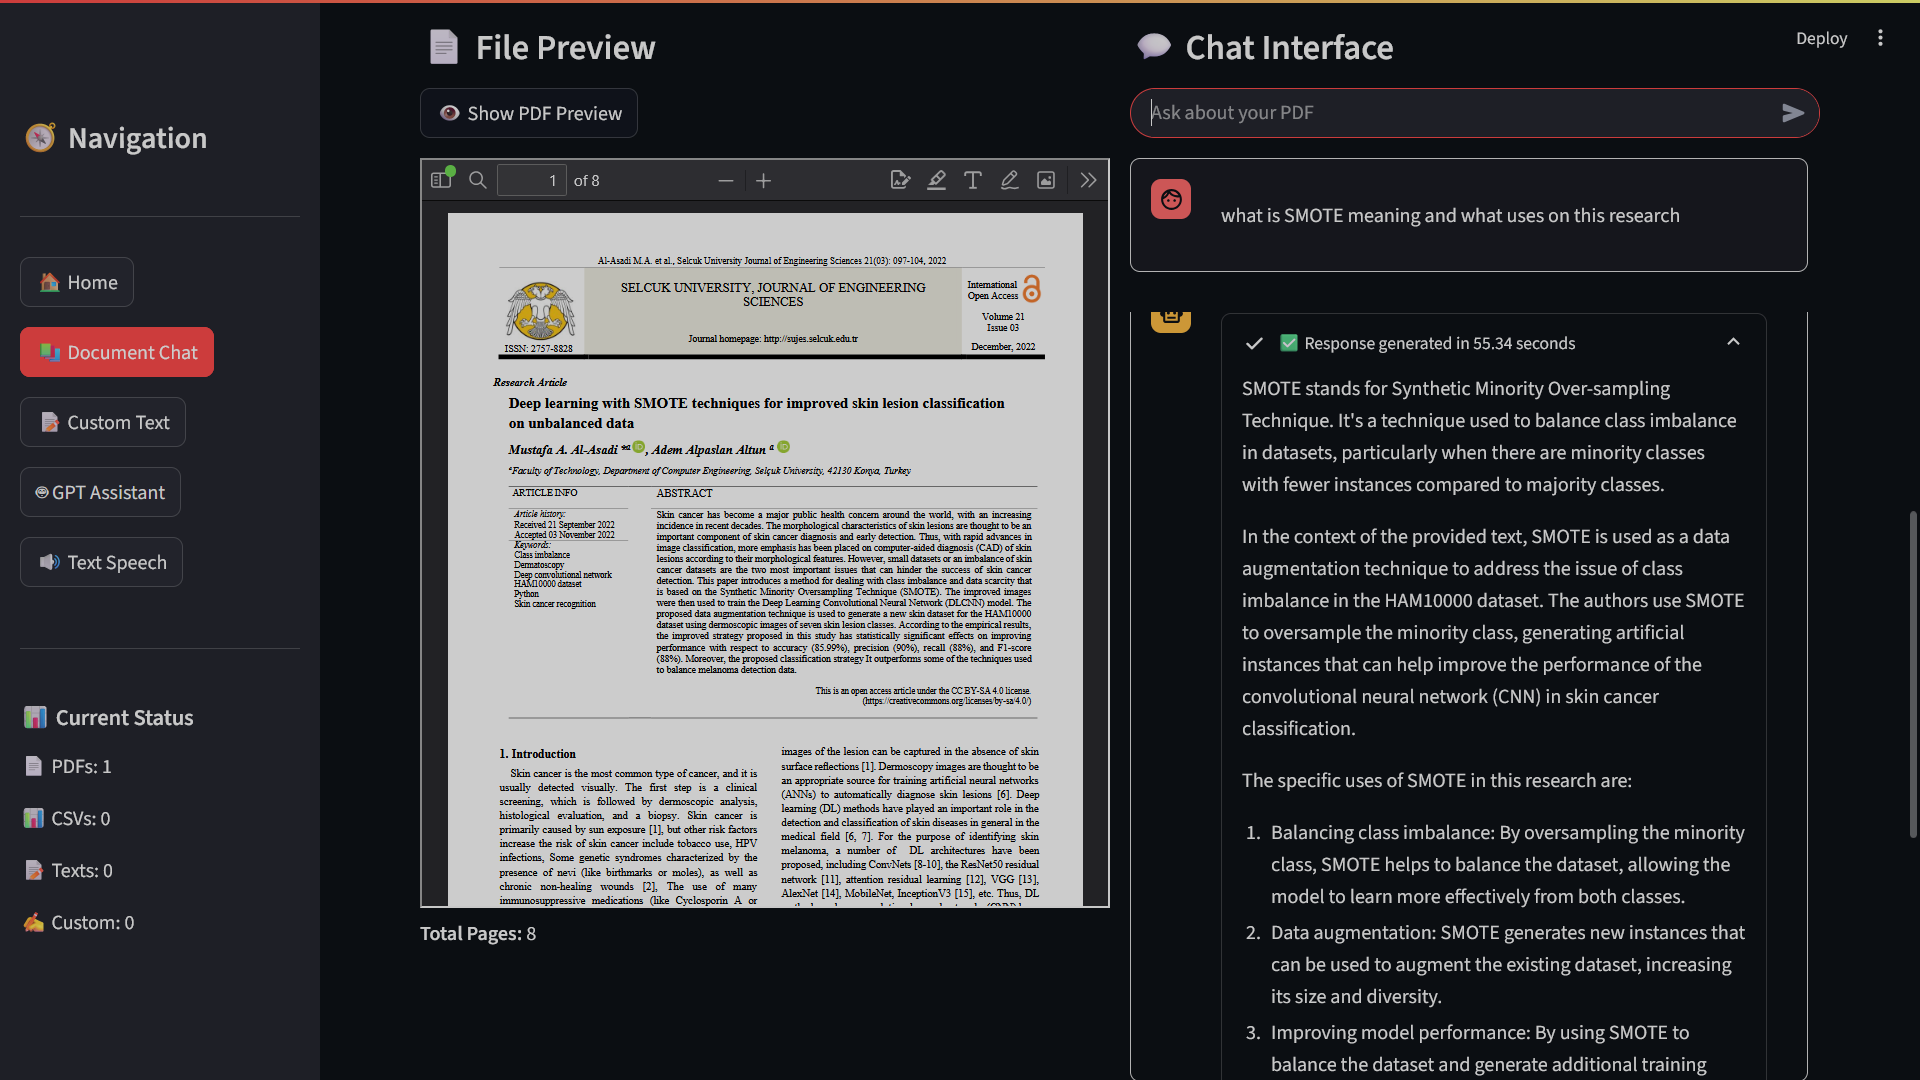 Navigation
Home
Document Chat
Custom Text
GPT Assistant
Text Speech
Current Status
PDFs: 1
CSVs: 0
Texts: 0
Custom: 0
File Preview
Show PDF Preview
1 of 8
Al-Asadi M.A. et al., Selcuk University Journal of Engineering Sciences 21(03): 097-104, 2022
ISSN: 2757-8828
SELCUK UNIVERSITY, JOURNAL OF ENGINEERING
SCIENCES
Journal homepage: http://sujes.selcuk.edu.tr
International
Open Access
Volume 21
Issue 03
December, 2022
Research Article
Deep learning with SMOTE techniques for improved skin lesion classification
on unbalanced data
Mustafa A. Al-Asadi *a iD, Adem Alpaslan Altun a iD
aFaculty of Technology, Department of Computer Engineering, Selçuk University, 42130 Konya, Turkey
ARTICLE INFO
Article history:
Received 21 September 2022
Accepted 03 November 2022
Keywords:
Class imbalance
Dermatoscopy
Deep convolutional network
HAM10000 dataset
Python
Skin cancer recognition
ABSTRACT
Skin cancer has become a major public health concern around the world, with an increasing
incidence in recent decades. The morphological characteristics of skin lesions are thought to be an
important component of skin cancer diagnosis and early detection. Thus, with rapid advances in
image classification, more emphasis has been placed on computer-aided diagnosis (CAD) of skin
lesions according to their morphological features. However, small datasets or an imbalance of skin
cancer datasets are the two most important issues that can hinder the success of skin cancer
detection. This paper introduces a method for dealing with class imbalance and data scarcity that
is based on the Synthetic Minority Oversampling Technique (SMOTE). The improved images
were then used to train the Deep Learning Convolutional Neural Network (DLCNN) model. The
proposed data augmentation technique is used to generate a new skin dataset for the HAM10000
dataset using dermoscopic images of seven skin lesion classes. According to the empirical results,
the improved strategy proposed in this study has statistically significant effects on improving
performance with respect to accuracy (85.99%), precision (90%), recall (88%), and F1-score
(88%). Moreover, the proposed classification strategy It outperforms some of the techniques used
to balance melanoma detection data.
This is an open access article under the CC BY-SA 4.0 license.
(https://creativecommons.org/licenses/by-sa/4.0/)
1. Introduction
Skin cancer is the most common type of cancer, and it is
usually detected visually. The first step is a clinical
screening, which is followed by dermoscopic analysis,
histological evaluation, and a biopsy. Skin cancer is
primarily caused by sun exposure [1], but other risk factors
increase the risk of skin cancer include tobacco use, HPV
infections, Some genetic syndromes characterized by the
presence of nevi (like birthmarks or moles), as well as
chronic non-healing wounds [2], The use of many
immunosuppressive medications (like Cyclosporin A or
images of the lesion can be captured in the absence of skin
surface reflections [1]. Dermoscopy images are thought to be
an appropriate source for training artificial neural networks
(ANNs) to automatically diagnose skin lesions [6]. Deep
learning (DL) methods have played an important role in the
detection and classification of skin diseases in general in the
medical field [6, 7]. For the purpose of identifying skin
melanoma, a number of DL architectures have been
proposed, including ConvNets [8-10], the ResNet50 residual
network [11], attention residual learning [12], VGG [13],
AlexNet [14], MobileNet, InceptionV3 [15], etc. Thus, DL
Total Pages: 8
Chat Interface
Deploy
Ask about your PDF
what is SMOTE meaning and what uses on this research
Response generated in 55.34 seconds
SMOTE stands for Synthetic Minority Over-sampling
Technique. It's a technique used to balance class imbalance
in datasets, particularly when there are minority classes
with fewer instances compared to majority classes.
In the context of the provided text, SMOTE is used as a data
augmentation technique to address the issue of class
imbalance in the HAM10000 dataset. The authors use SMOTE
to oversample the minority class, generating artificial
instances that can help improve the performance of the
convolutional neural network (CNN) in skin cancer
classification.
The specific uses of SMOTE in this research are:
1. Balancing class imbalance: By oversampling the minority
class, SMOTE helps to balance the dataset, allowing the
model to learn more effectively from both classes.
2. Data augmentation: SMOTE generates new instances that
can be used to augment the existing dataset, increasing
its size and diversity.
3. Improving model performance: By using SMOTE to
balance the dataset and generate additional training